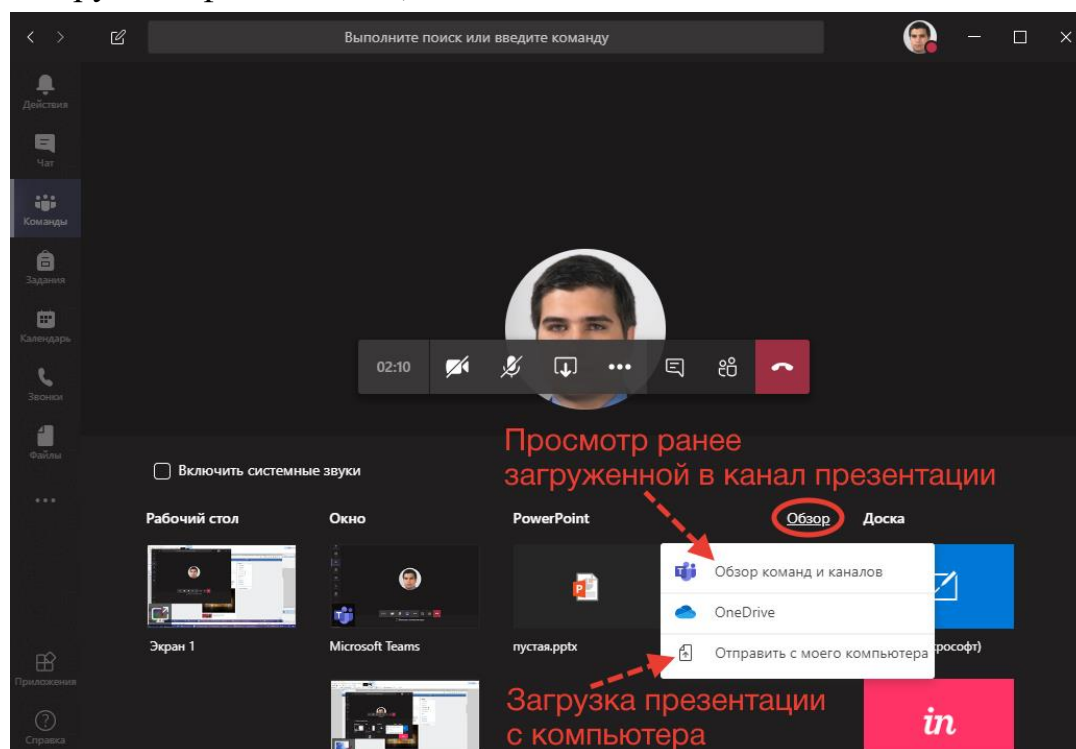 Выполните поиск или введите команду
Действия
Чат
Команды
Задания
Календарь
Звонки
Файлы
Приложения
Справка
02:10
Просмотр ранее
загруженной в канал презентации
Включить системные звуки
Рабочий стол
Окно
PowerPoint
Обзор
Доска
Обзор команд и каналов
OneDrive
Отправить с моего компьютера
Экран 1
Microsoft Teams
пустая.pptx
Загрузка презентации
с компьютера
in